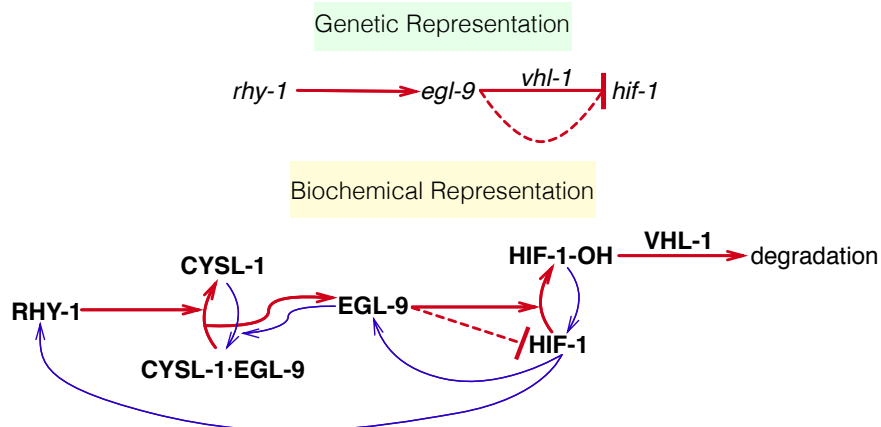 Genetic Representation
rhy-1 egl-9 vhl-1 hif-1
Biochemical Representation
CYSL-1 HIF-1-OH VHL-1 degradation
RHY-1 EGL-9
CYSL-1·EGL-9 HIF-1